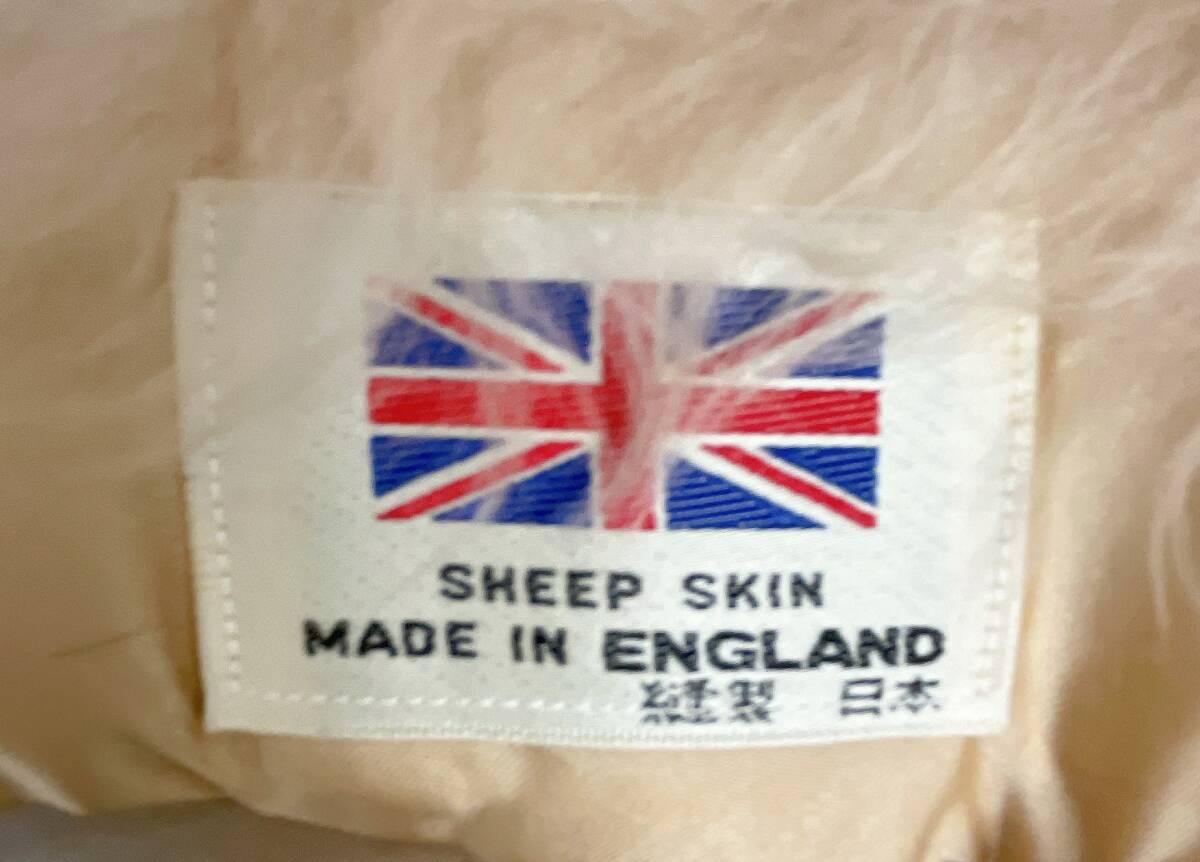 SHEEP SKIN
MADE IN ENGLAND
縫製 日本